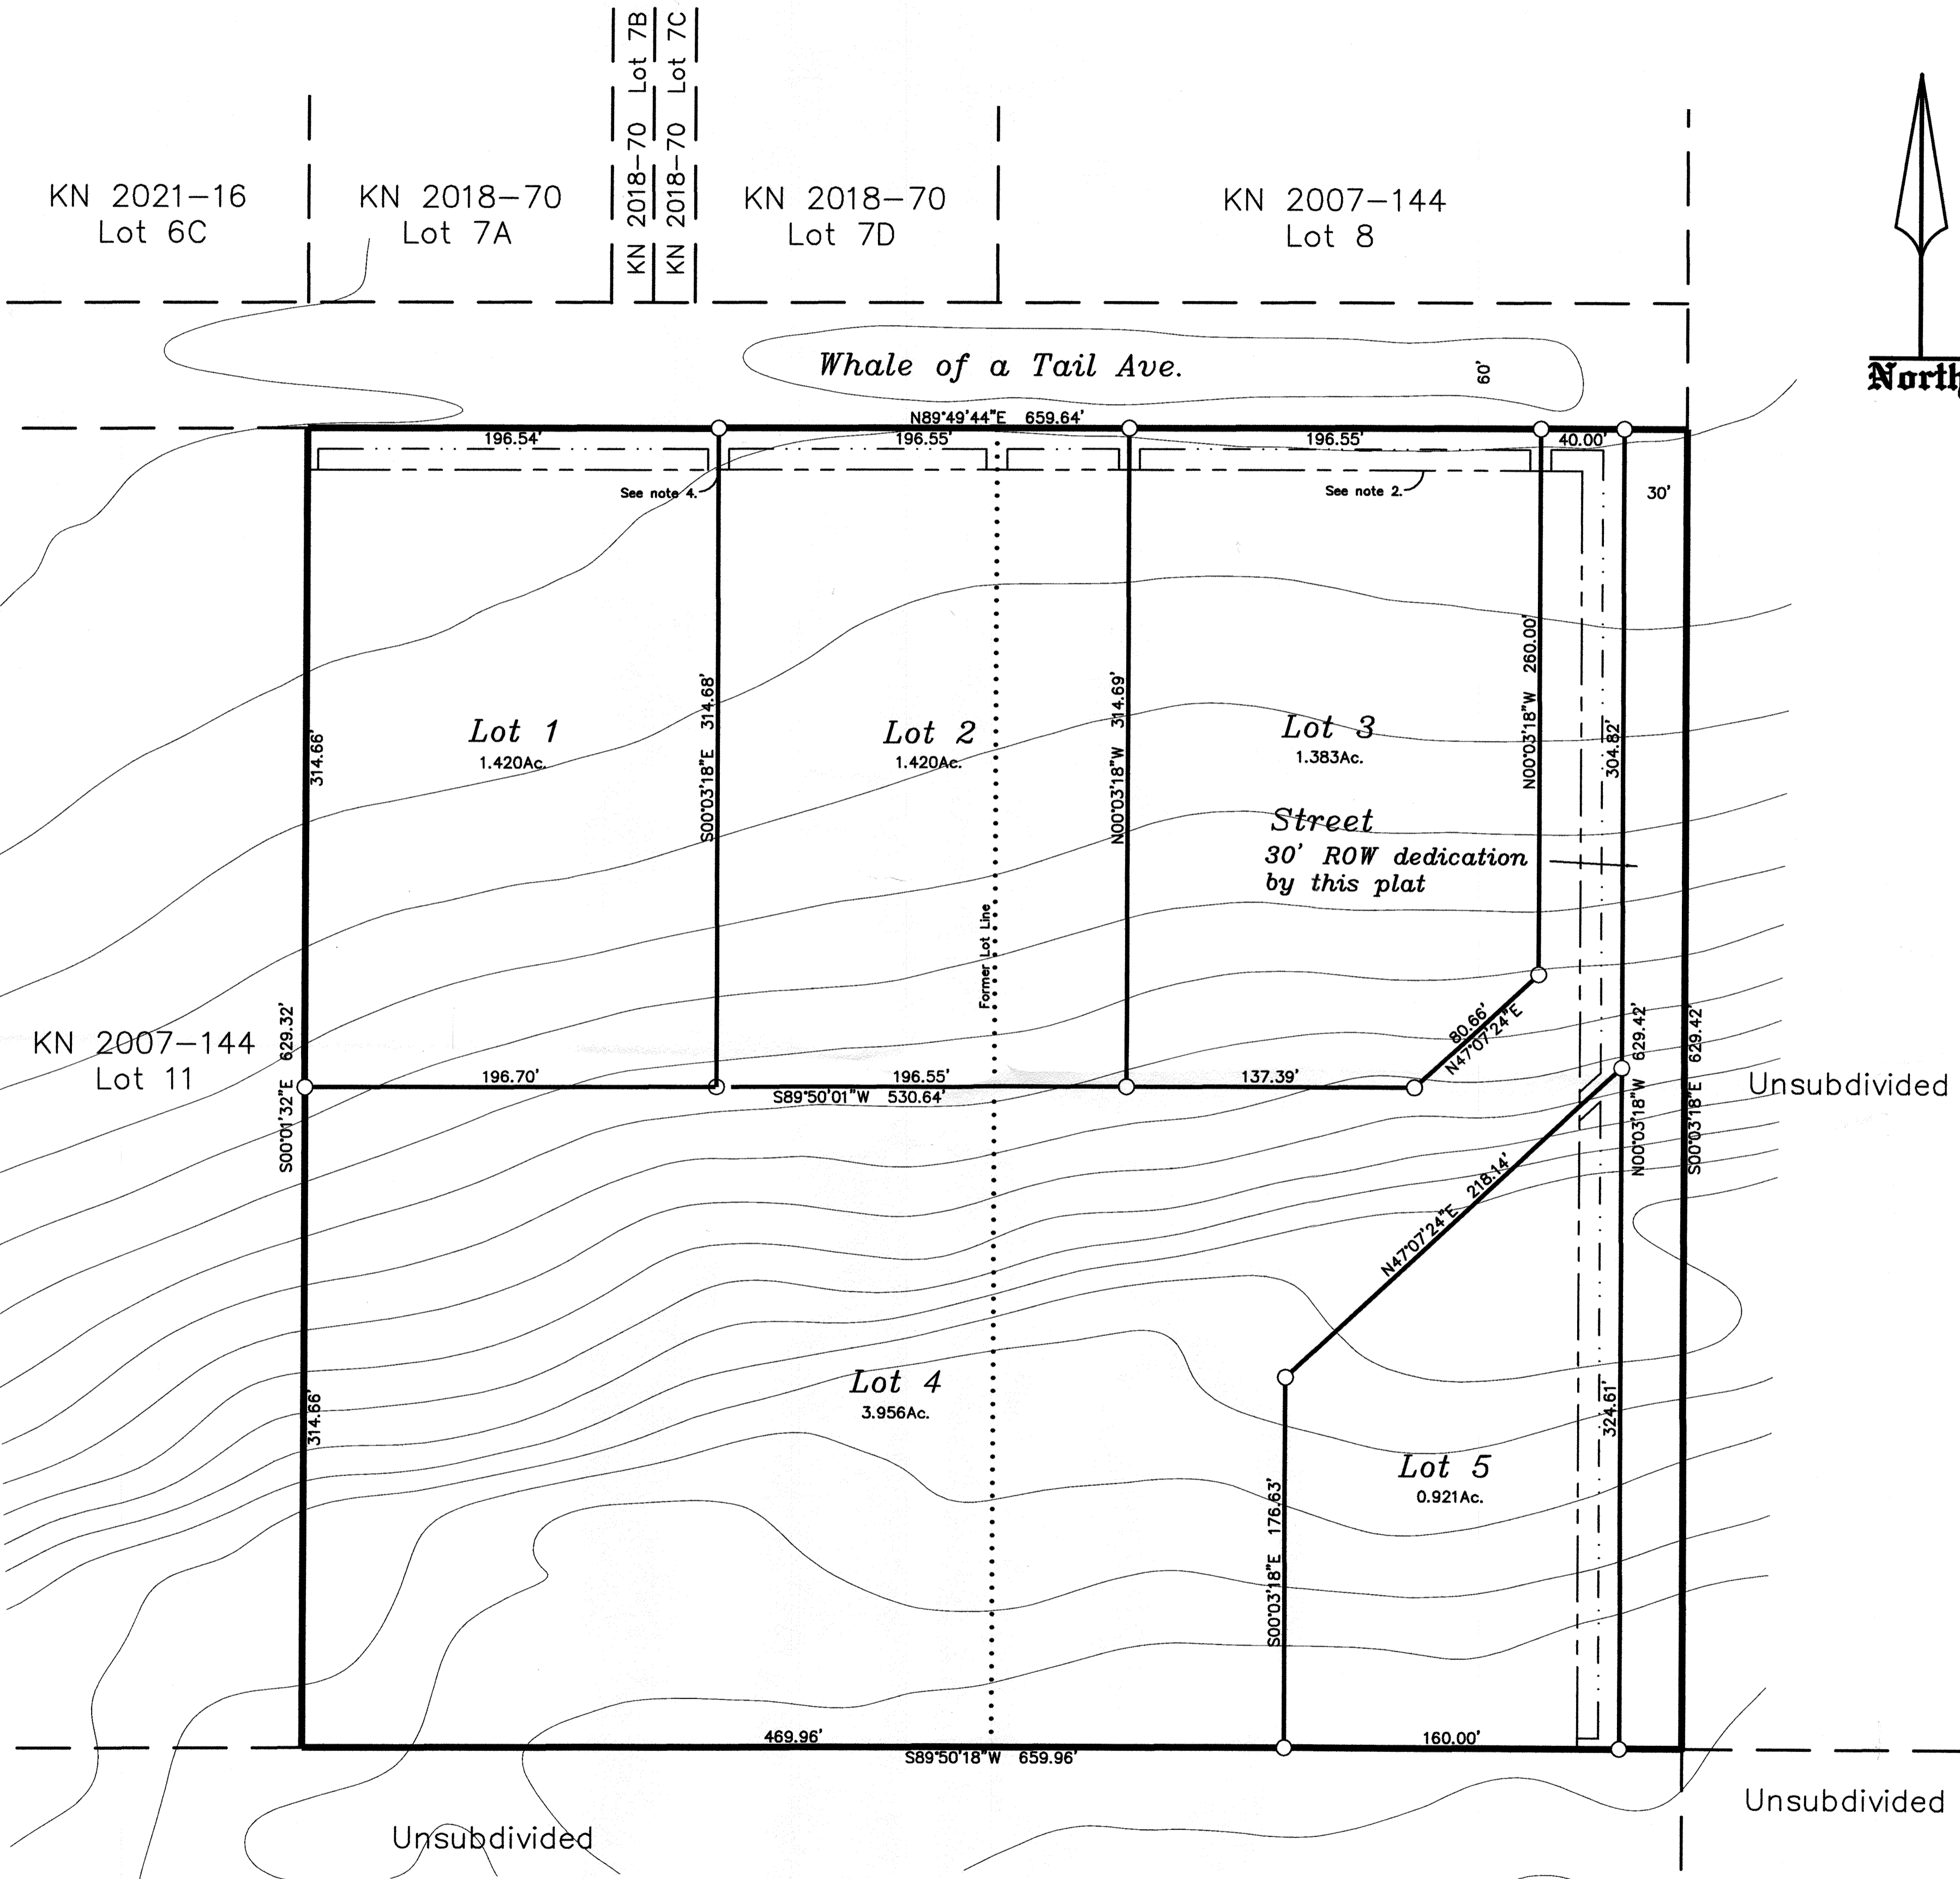 KN 2018-70 Lot 7B
KN 2018-70 Lot 7C
KN 2021-16
Lot 6C
KN 2018-70
Lot 7A
KN 2018-70
Lot 7D
KN 2007-144
Lot 8
North
Whale of a Tail Ave.
60'
N89°49'44"E 659.64'
196.54'
196.55'
196.55'
40.00'
See note 4.
See note 2.
30'
Lot 1
1.420Ac.
Lot 2
1.420Ac.
Lot 3
1.383Ac.
314.66'
S00°03'18"E 314.68'
N00°03'18"W 314.69'
N00°03'18"W 260.00'
304.82'
Street
30' ROW dedication
by this plat
Former Lot Line
KN 2007-144
Lot 11
S00°01'32"E 629.32'
80.66'
N47°07'24"E
N00°03'18"W 629.42'
S00°03'18"E 629.42'
Unsubdivided
196.70'
196.55'
137.39'
S89°50'01"W 530.64'
N47°07'24"E 218.14'
Lot 4
3.956Ac.
314.66'
324.61'
Lot 5
0.921Ac.
S00°03'18"E 176.63'
469.96'
160.00'
S89°50'18"W 659.96'
Unsubdivided
Unsubdivided